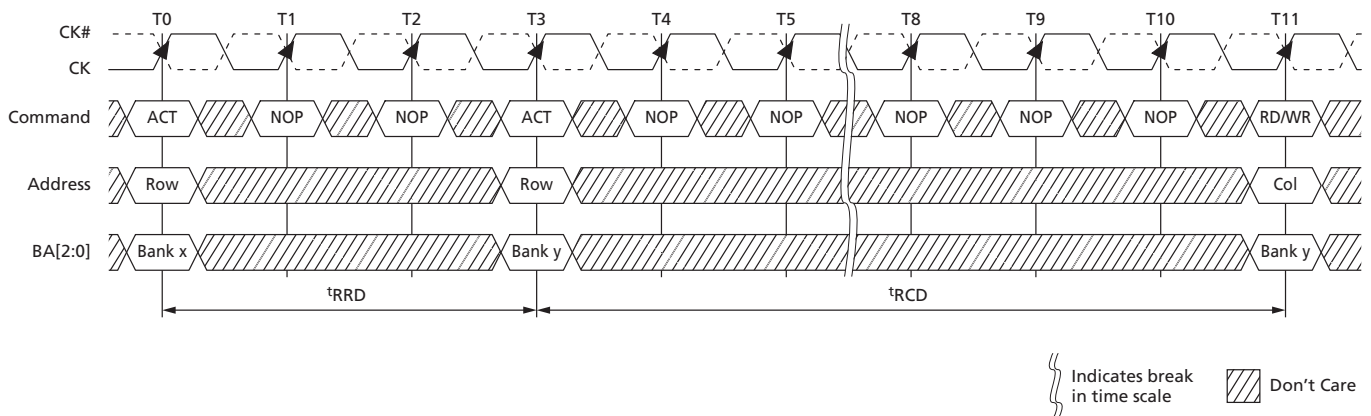 T0 T1 T2 T3 T4 T5 T8 T9 T10 T11
CK#
CK
Command ACT NOP NOP ACT NOP NOP NOP NOP NOP RD/WR
Address Row Row Col
BA[2:0] Bank x Bank y Bank y
tRRD tRCD
Indicates break
in time scale
Don't Care